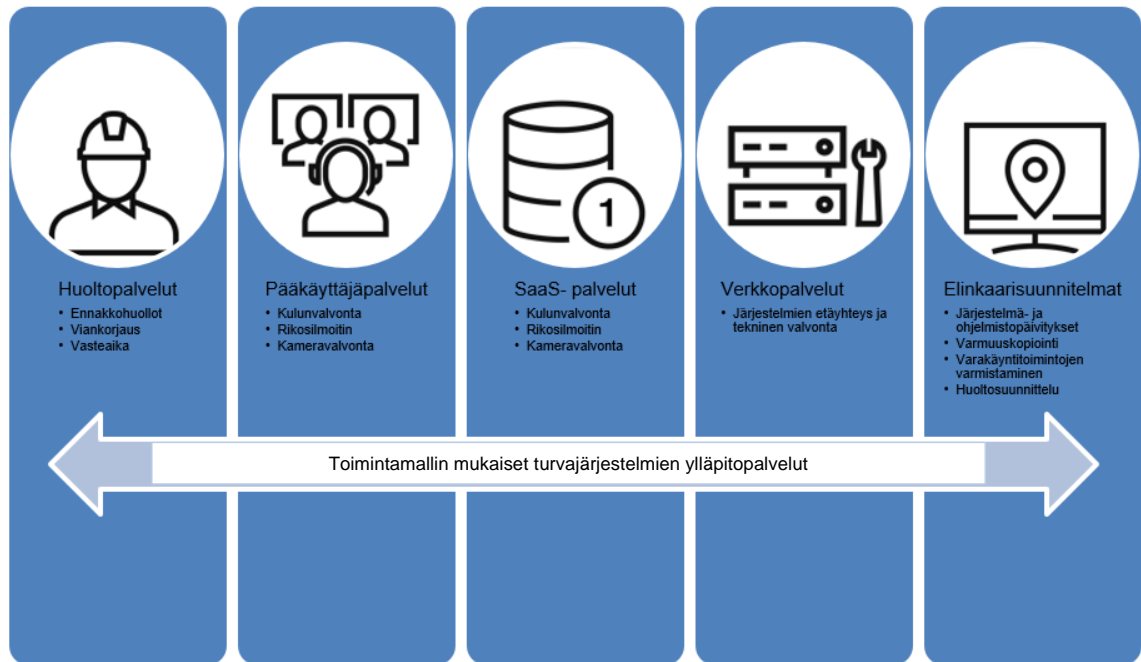 1
Huoltopalvelut
• Ennakkohuollot
• Viankorjaus
• Vasteaika
Pääkäyttäjäpalvelut
• Kulunvalvonta
• Rikosilmoitin
• Kameravalvonta
SaaS- palvelut
• Kulunvalvonta
• Rikosilmoitin
• Kameravalvonta
Verkkopalvelut
• Järjestelmien etäyhteys ja
tekninen valvonta
Elinkaarisuunnitelmat
• Järjestelmä- ja
ohjelmistopäivitykset
• Varmuuskopiointi
• Varakäyntitoimintojen
varmistaminen
• Huoltosuunnittelu
Toimintamallin mukaiset turvajärjestelmien ylläpitopalvelut